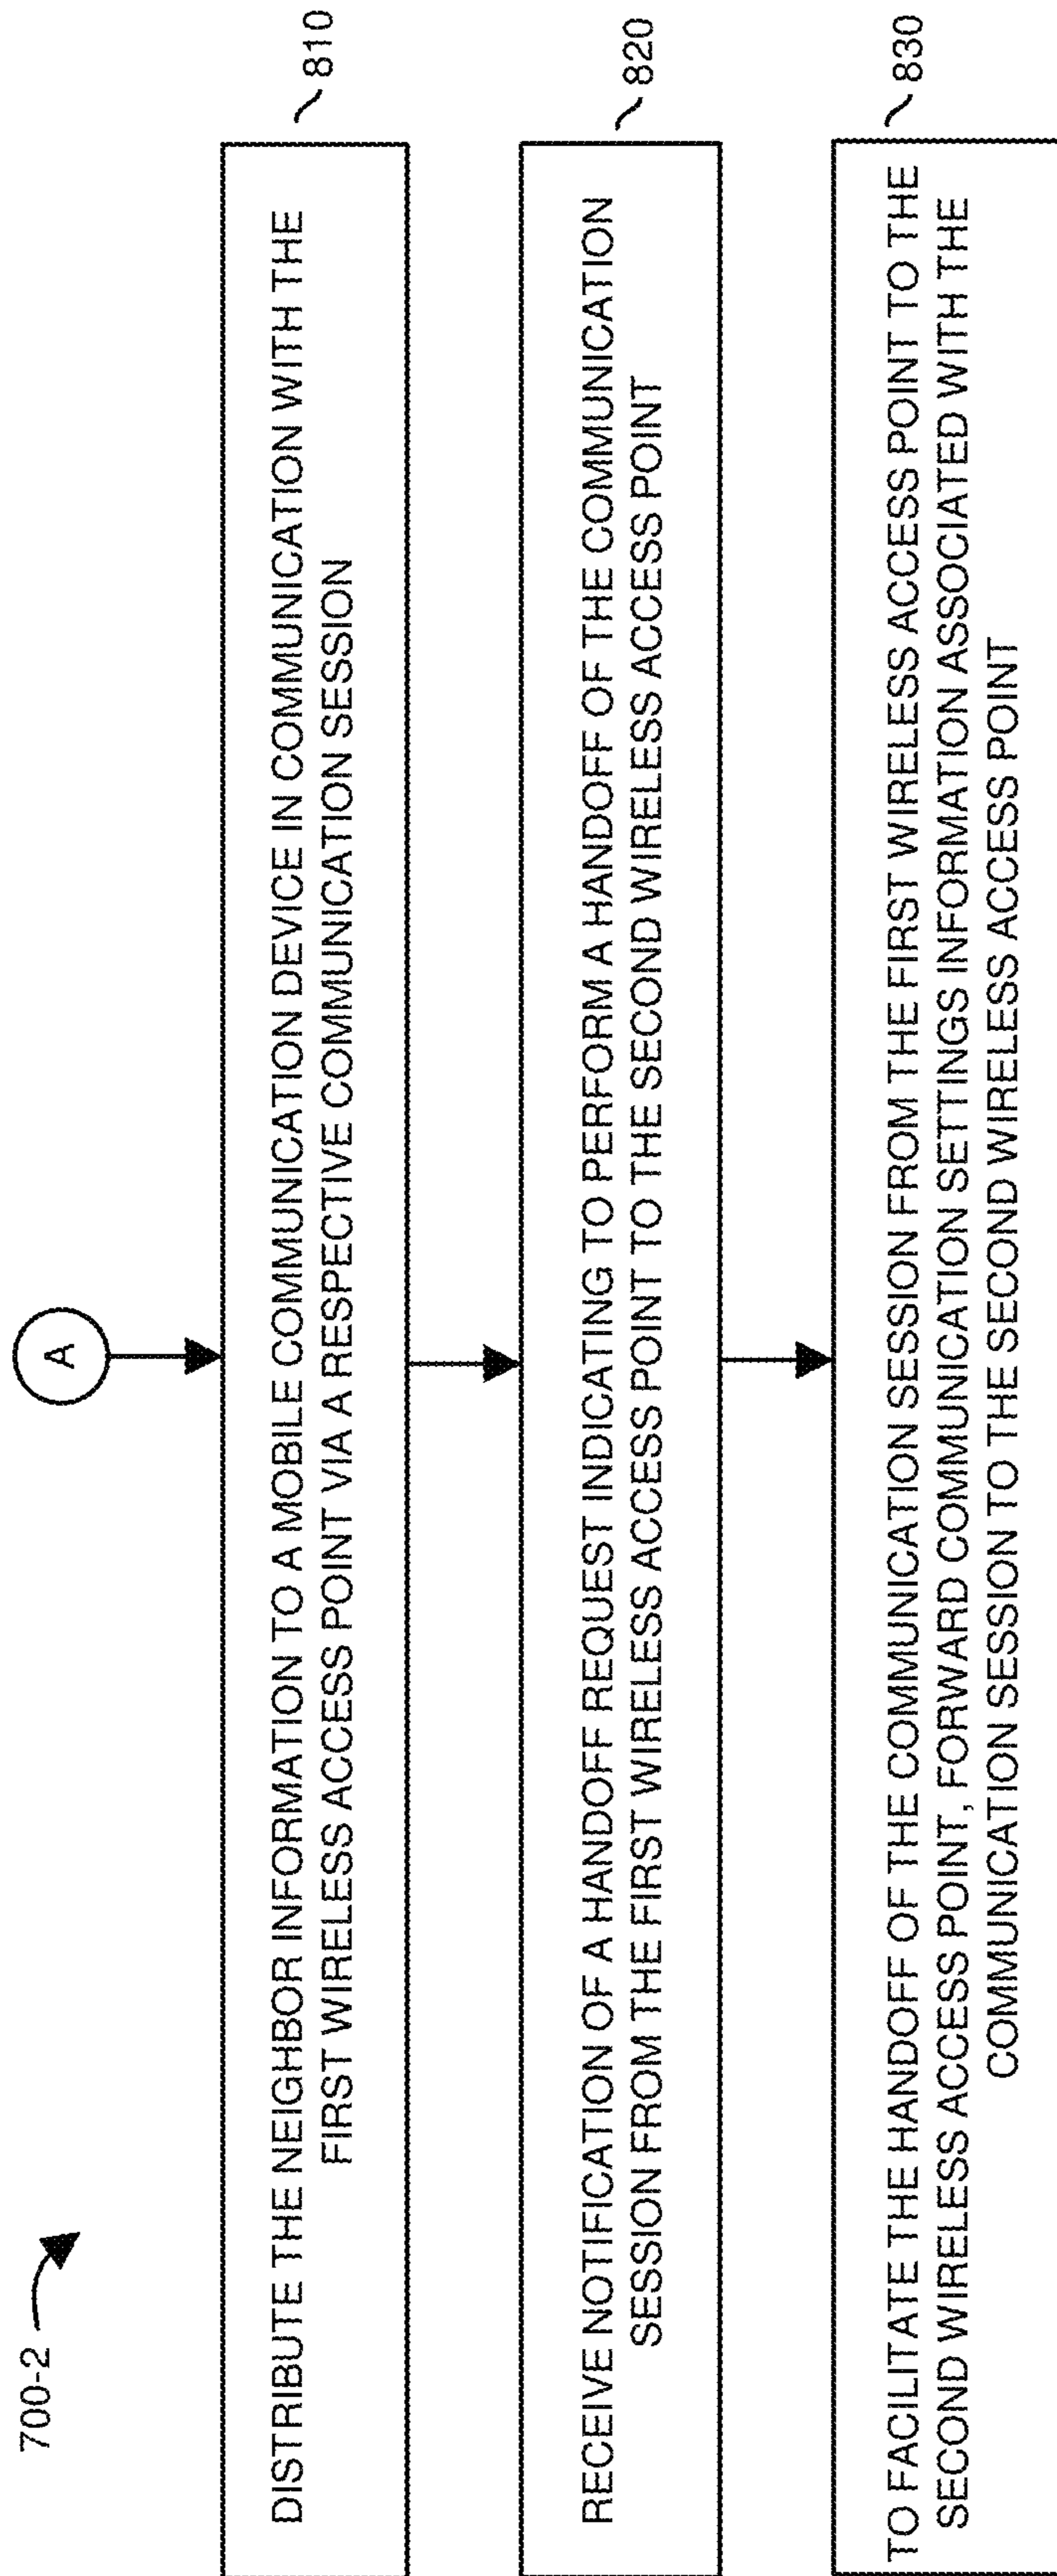 700-2
A
DISTRIBUTE THE NEIGHBOR INFORMATION TO A MOBILE COMMUNICATION DEVICE IN COMMUNICATION WITH THE
FIRST WIRELESS ACCESS POINT VIA A RESPECTIVE COMMUNICATION SESSION
810
RECEIVE NOTIFICATION OF A HANDOFF REQUEST INDICATING TO PERFORM A HANDOFF OF THE COMMUNICATION
SESSION FROM THE FIRST WIRELESS ACCESS POINT TO THE SECOND WIRELESS ACCESS POINT
820
TO FACILITATE THE HANDOFF OF THE COMMUNICATION SESSION FROM THE FIRST WIRELESS ACCESS POINT TO THE
SECOND WIRELESS ACCESS POINT, FORWARD COMMUNICATION SETTINGS INFORMATION ASSOCIATED WITH THE
COMMUNICATION SESSION TO THE SECOND WIRELESS ACCESS POINT
830